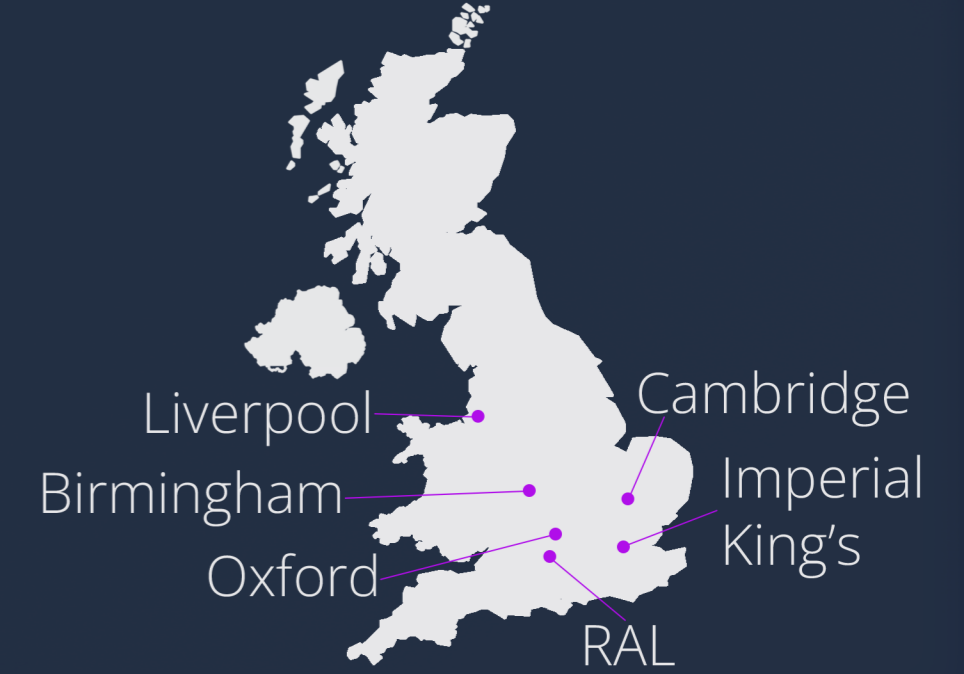 Liverpool
Birmingham
Oxford
Cambridge
Imperial
King's
RAL